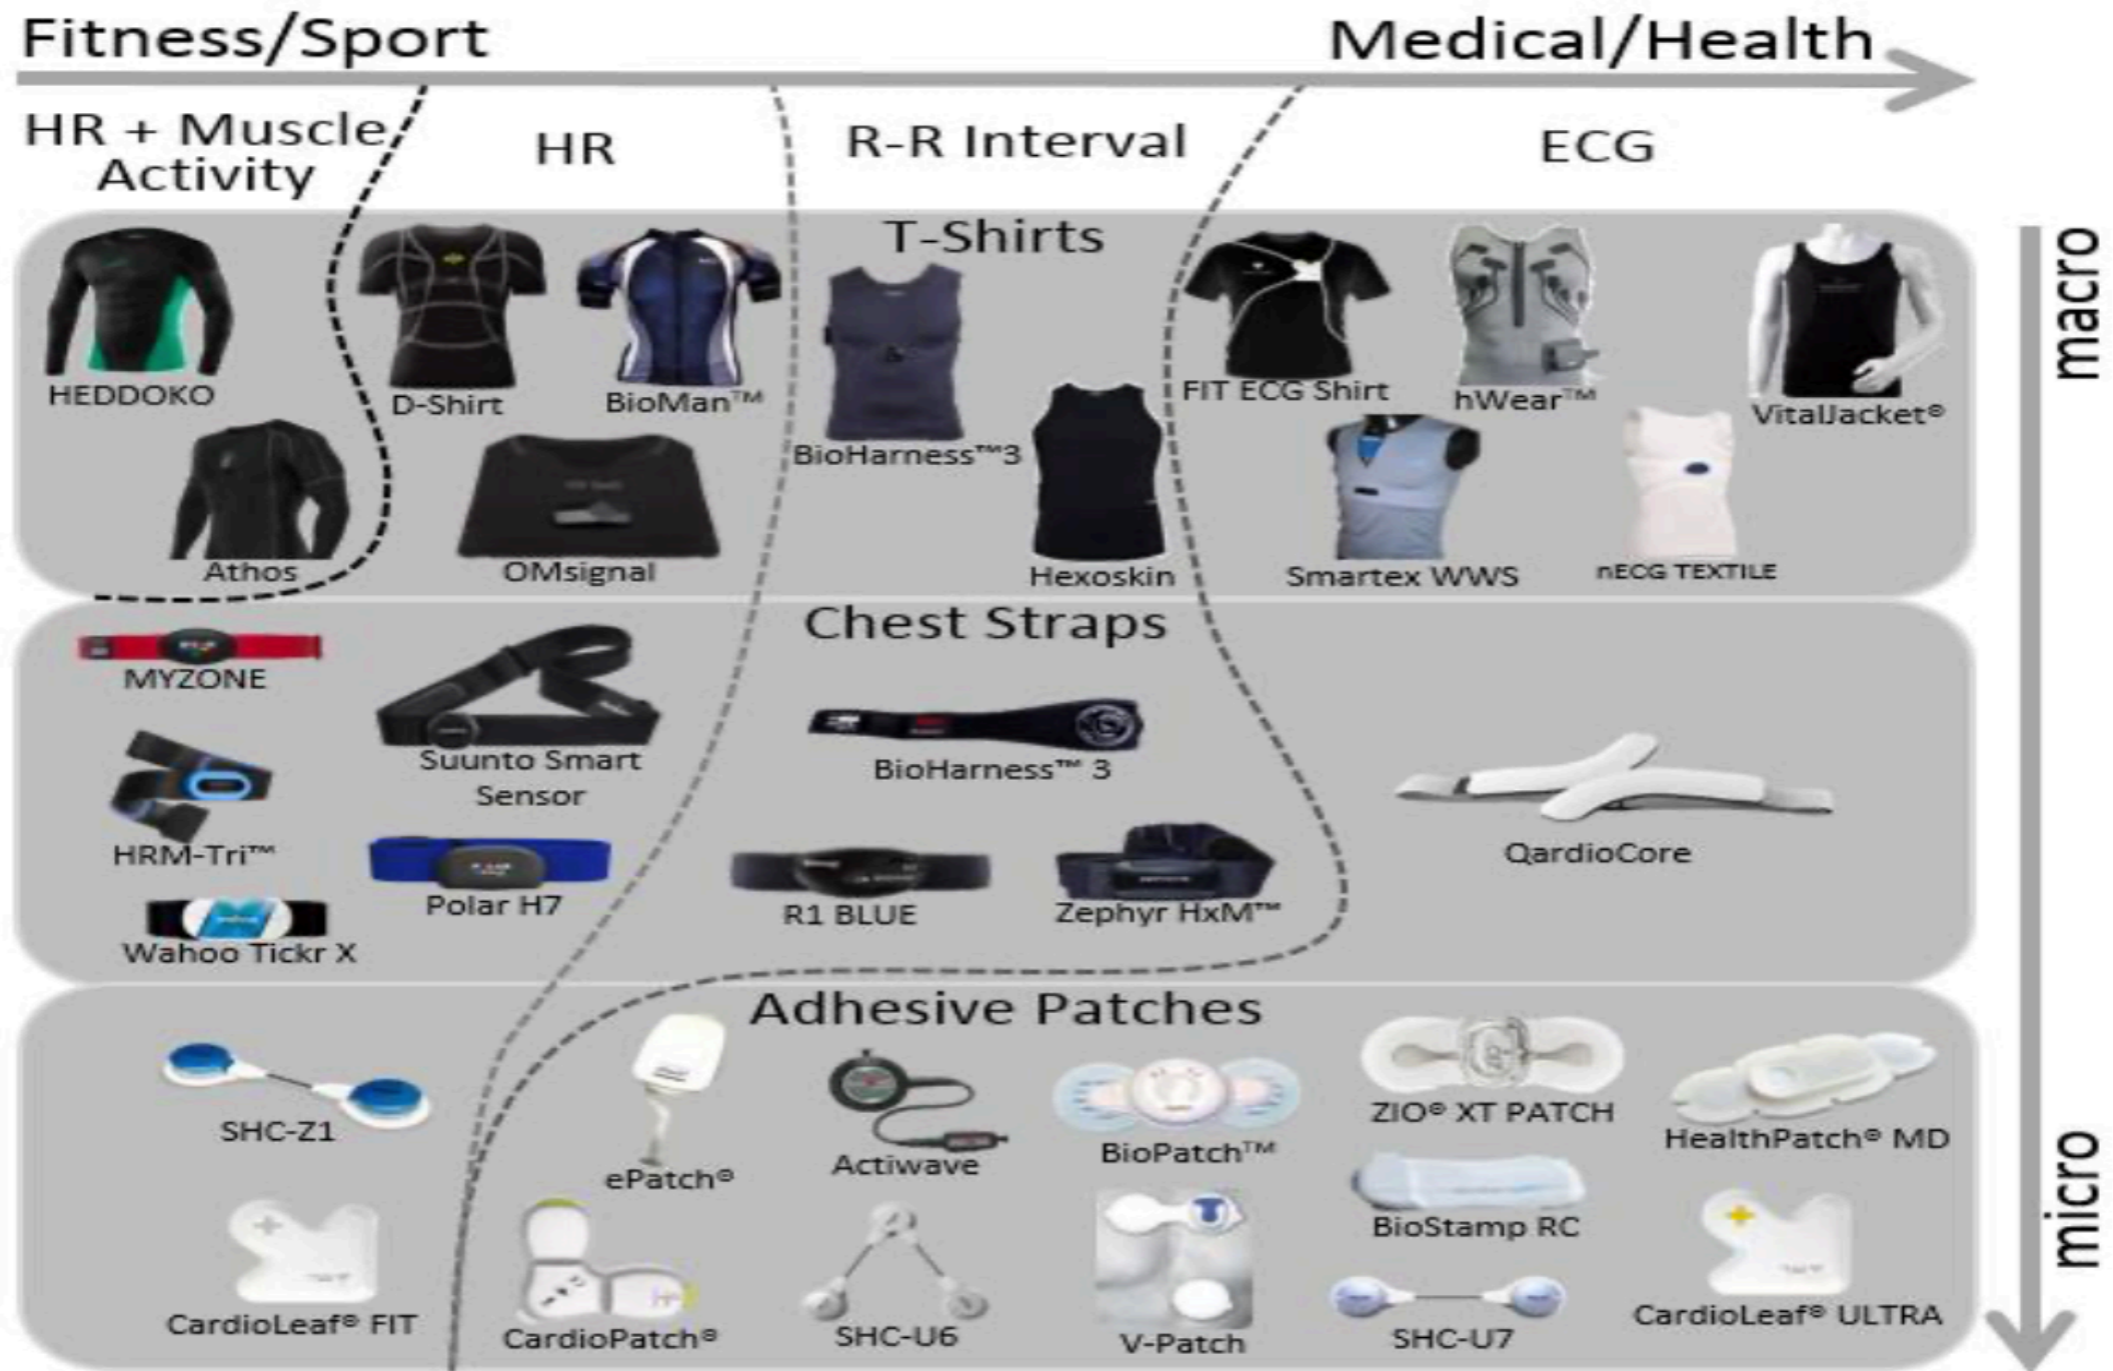 Fitness/Sport
Medical/Health
HR + Muscle
Activity
HR
R-R Interval
ECG
T-Shirts
HEDDOKO
D-Shirt
BioMan™
BioHarness™3
FIT ECG Shirt
hWear™
VitalJacket®
Athos
OMsignal
Hexoskin
Smartex WWS
nECG TEXTILE
macro
Chest Straps
MYZONE
Suunto Smart
Sensor
BioHarness™ 3
HRM-Tri™
QardioCore
Polar H7
R1 BLUE
Zephyr HxM™
Wahoo Tickr X
Adhesive Patches
SHC-Z1
ePatch®
Actiwave
BioPatch™
ZIO® XT PATCH
HealthPatch® MD
BioStamp RC
CardioLeaf® FIT
CardioPatch®
SHC-U6
V-Patch
SHC-U7
CardioLeaf® ULTRA
micro